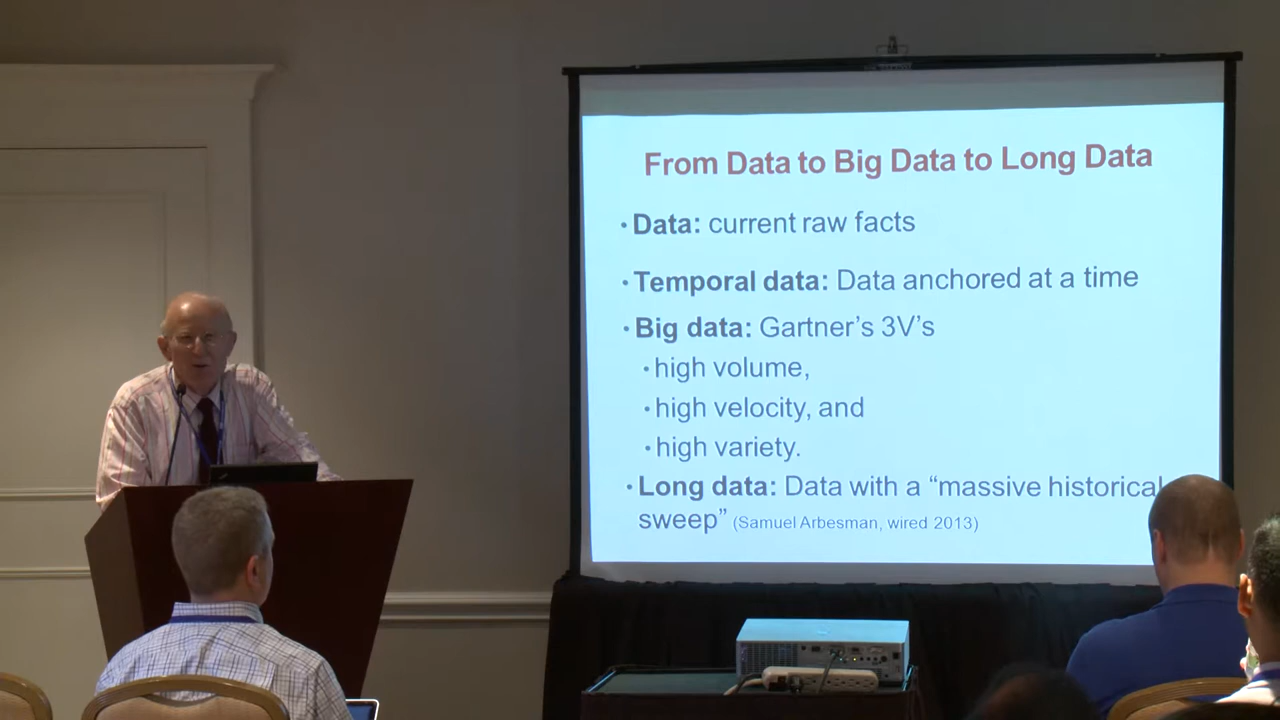 From Data to Big Data to Long Data
• Data: current raw facts
• Temporal data: Data anchored at a time
• Big data: Gartner's 3V's
• high volume,
• high velocity, and
• high variety.
• Long data: Data with a “massive historical
sweep” (Samuel Arbesman, wired 2013)